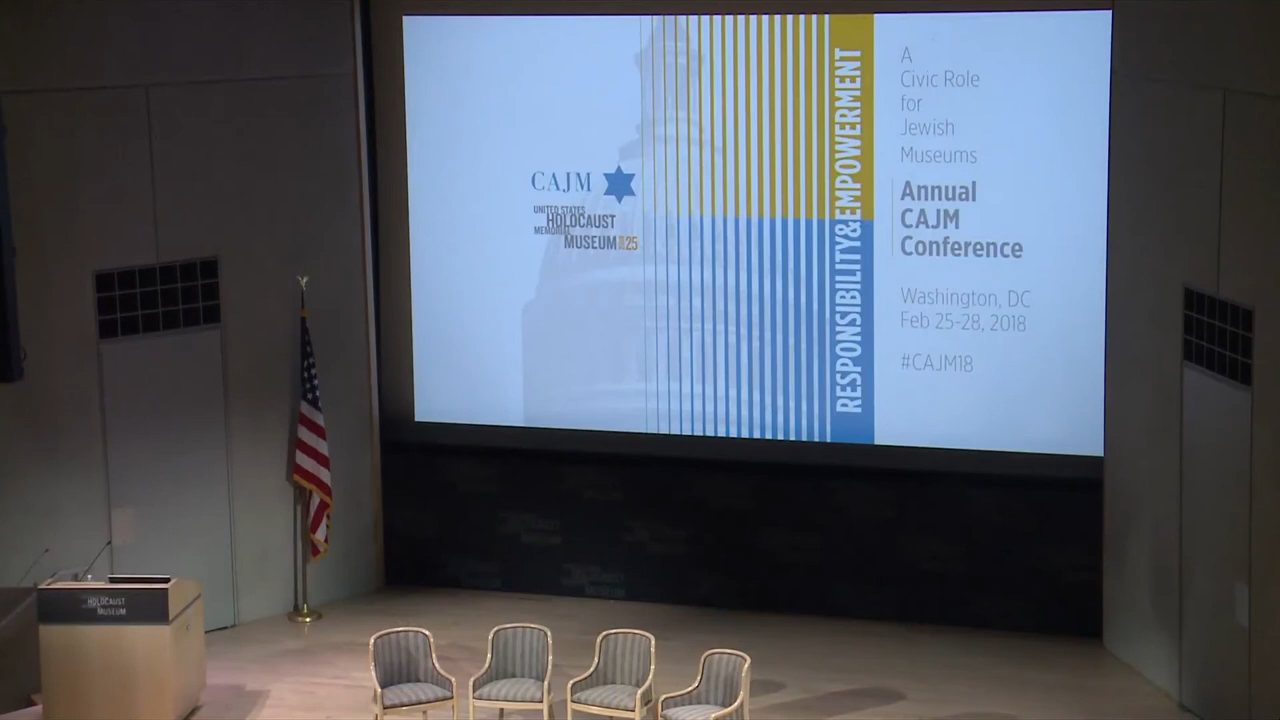 CAJM
UNITED STATES
HOLOCAUST
MEMORIAL
MUSEUM
25
RESPONSIBILITY&EMPOWERMENT
A
Civic Role
for
Jewish
Museums
Annual
CAJM
Conference
Washington, DC
Feb 25-28, 2018
#CAJM18
HOLOCAUST
MUSEUM